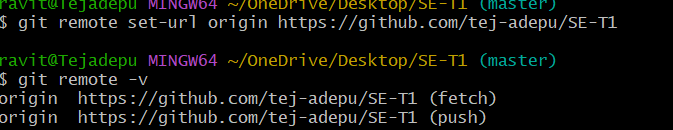 ravit@Tejadepu MINGW64 ~/OneDrive/Desktop/SE-T1 (master)
$ git remote set-url origin https://github.com/tej-adepu/SE-T1
ravit@Tejadepu MINGW64 ~/OneDrive/Desktop/SE-T1 (master)
$ git remote -v
origin https://github.com/tej-adepu/SE-T1 (fetch)
origin https://github.com/tej-adepu/SE-T1 (push)